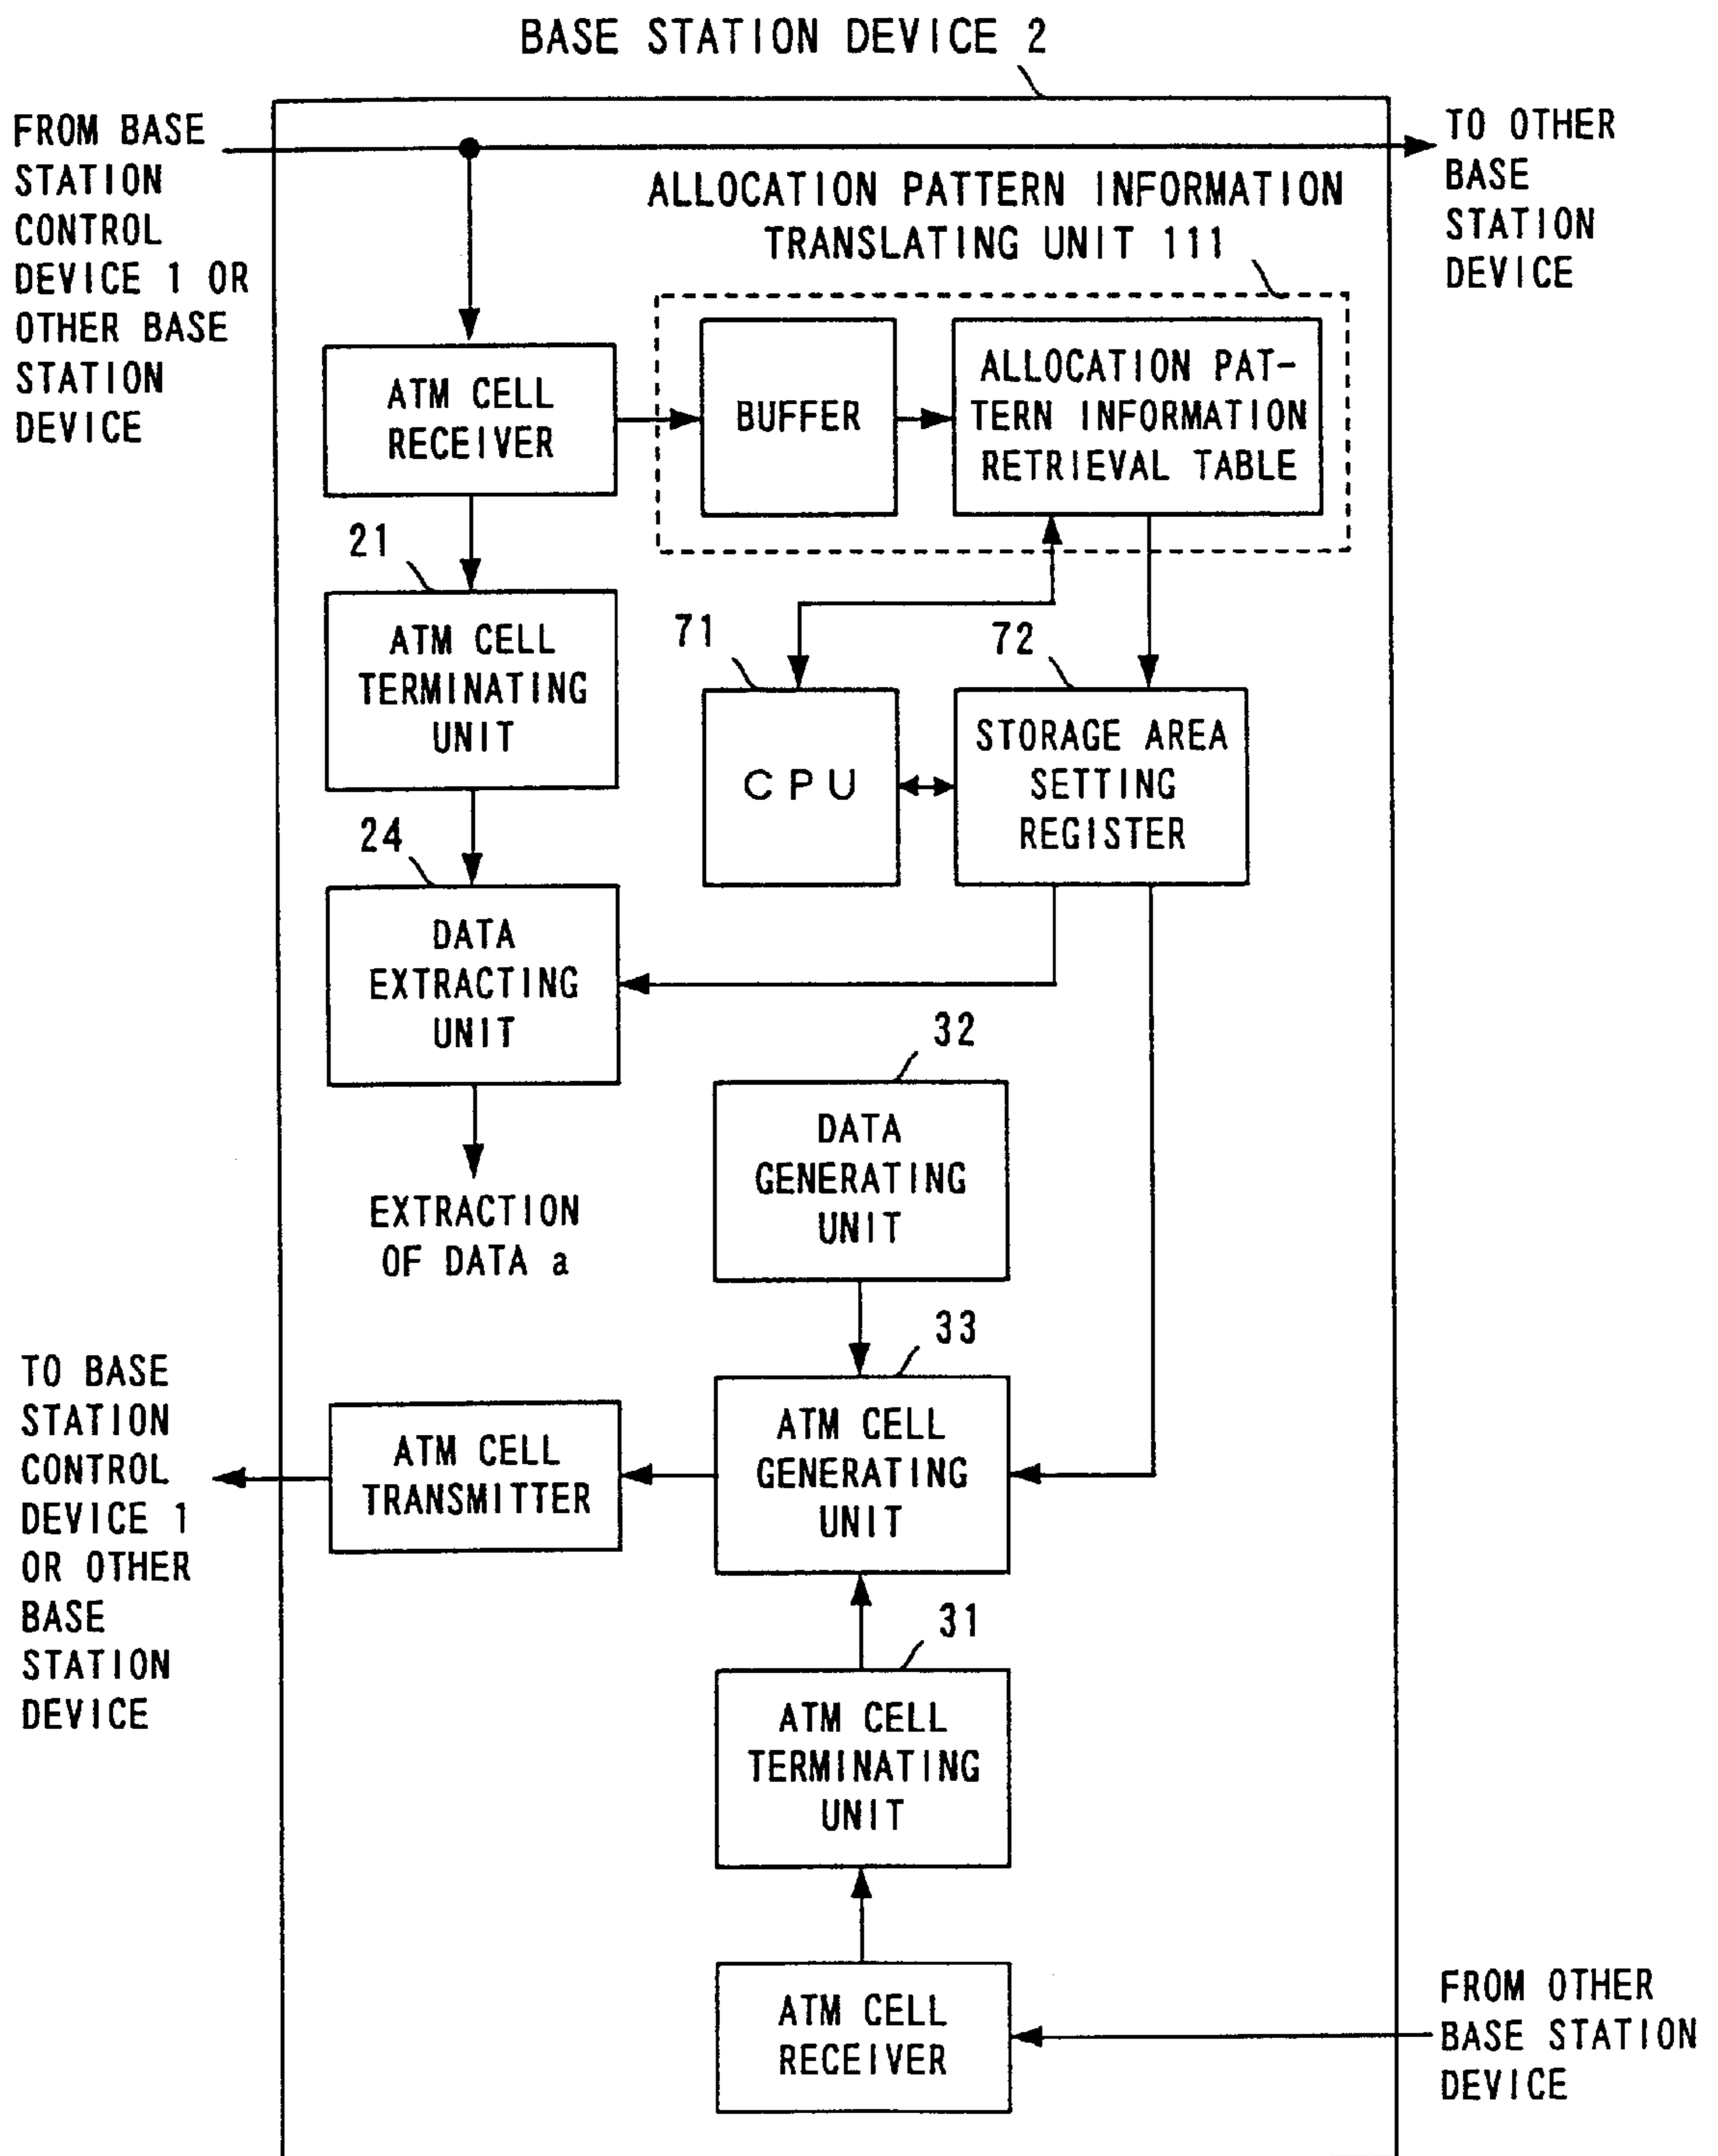 BASE STATION DEVICE 2
FROM BASE
STATION
CONTROL
DEVICE 1 OR
OTHER BASE
STATION
DEVICE
TO OTHER
BASE
STATION
DEVICE
ALLOCATION PATTERN INFORMATION
TRANSLATING UNIT 111
ATM CELL
RECEIVER
BUFFER
ALLOCATION PAT-
TERN INFORMATION
RETRIEVAL TABLE
21
ATM CELL
TERMINATING
UNIT
71
CPU
72
STORAGE AREA
SETTING
REGISTER
24
DATA
EXTRACTING
UNIT
EXTRACTION
OF DATA a
32
DATA
GENERATING
UNIT
33
ATM CELL
GENERATING
UNIT
ATM CELL
TRANSMITTER
TO BASE
STATION
CONTROL
DEVICE 1
OR OTHER
BASE
STATION
DEVICE
31
ATM CELL
TERMINATING
UNIT
ATM CELL
RECEIVER
FROM OTHER
BASE STATION
DEVICE